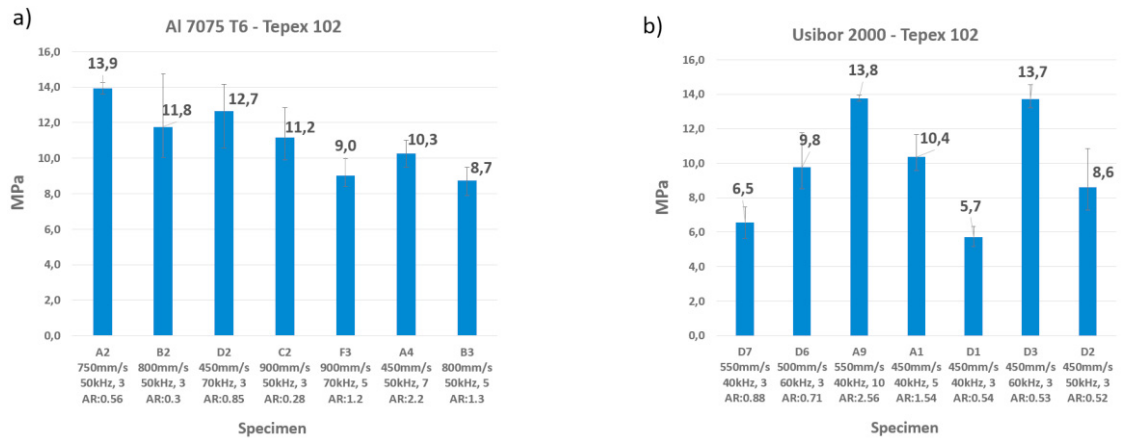 a)
Al 7075 T6 - Tepex 102
16,0
14,0
12,0
10,0
8,0
6,0
4,0
2,0
0,0
MPa
13,9
11,8
12,7
11,2
9,0
10,3
8,7
A2 B2 D2 C2 F3 A4 B3
750mm/s 800mm/s 450mm/s 900mm/s 900mm/s 450mm/s 800mm/s
50kHz, 3 50kHz, 3 70kHz, 3 50kHz, 3 70kHz, 5 50kHz, 7 50kHz, 5
AR:0.56 AR:0.3 AR:0.85 AR:0.28 AR:1.2 AR:2.2 AR:1.3
Specimen
b)
Usibor 2000 - Tepex 102
16,0
14,0
12,0
10,0
8,0
6,0
4,0
2,0
0,0
MPa
6,5
9,8
13,8
10,4
5,7
13,7
8,6
D7 D6 A9 A1 D1 D3 D2
550mm/s 500mm/s 550mm/s 450mm/s 450mm/s 450mm/s 450mm/s
40kHz, 3 60kHz, 3 40kHz, 10 40kHz, 5 40kHz, 3 60kHz, 3 50kHz, 3
AR:0.88 AR:0.71 AR:2.56 AR:1.54 AR:0.54 AR:0.53 AR:0.52
Specimen